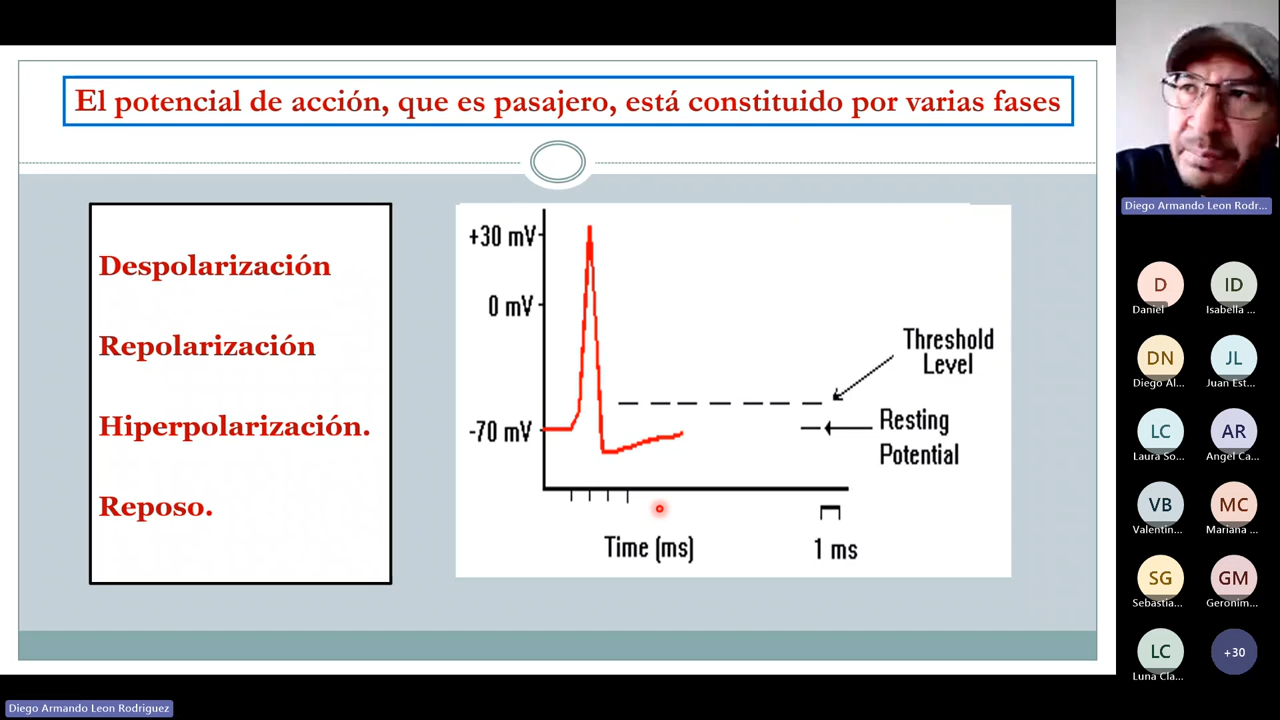 El potencial de acción, que es pasajero, está constituido por varias fases
Despolarización
Repolarización
Hiperpolarización.
Reposo.
+30 mV
0 mV
-70 mV
Threshold
Level
Resting
Potential
Time (ms)
1 ms
Diego Armando Leon Rodr...
D
Daniel
ID
Isabella ...
DN
Diego Al...
JL
Juan Est...
LC
Laura So...
AR
Angel Ca...
VB
Valentin...
MC
Mariana ...
SG
Sebastia...
GM
Geronim...
LC
Luna Cla...
+30
Diego Armando Leon Rodriguez